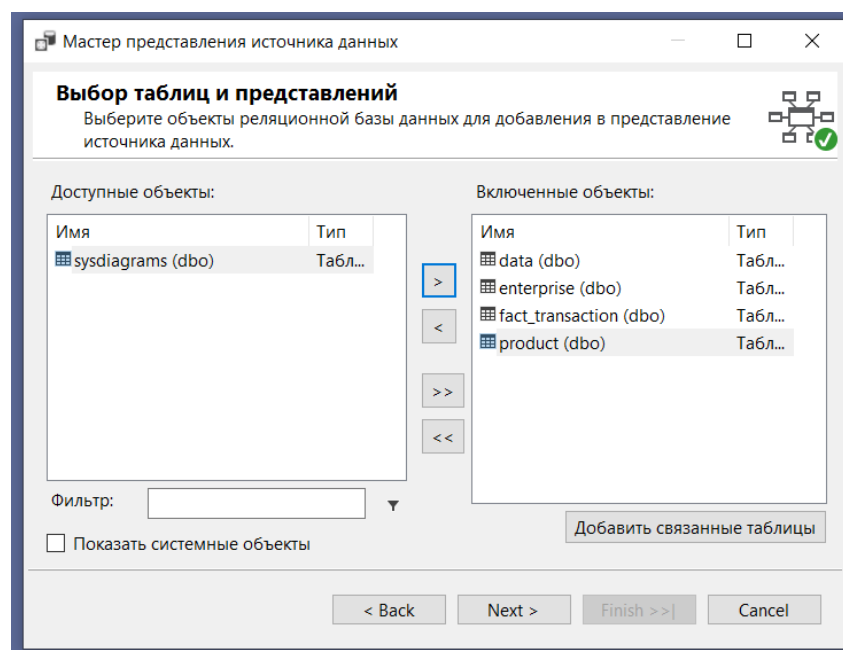 Мастер представления источника данных
Выбор таблиц и представлений
Выберите объекты реляционной базы данных для добавления в представление
источника данных.
Доступные объекты:
Имя Тип
sysdiagrams (dbo) Табл...
>
<
>>
<<
Включенные объекты:
Имя Тип
data (dbo) Табл...
enterprise (dbo) Табл...
fact_transaction (dbo) Табл...
product (dbo) Табл...
Фильтр:
Показать системные объекты
Добавить связанные таблицы
< Back Next > Finish >>| Cancel